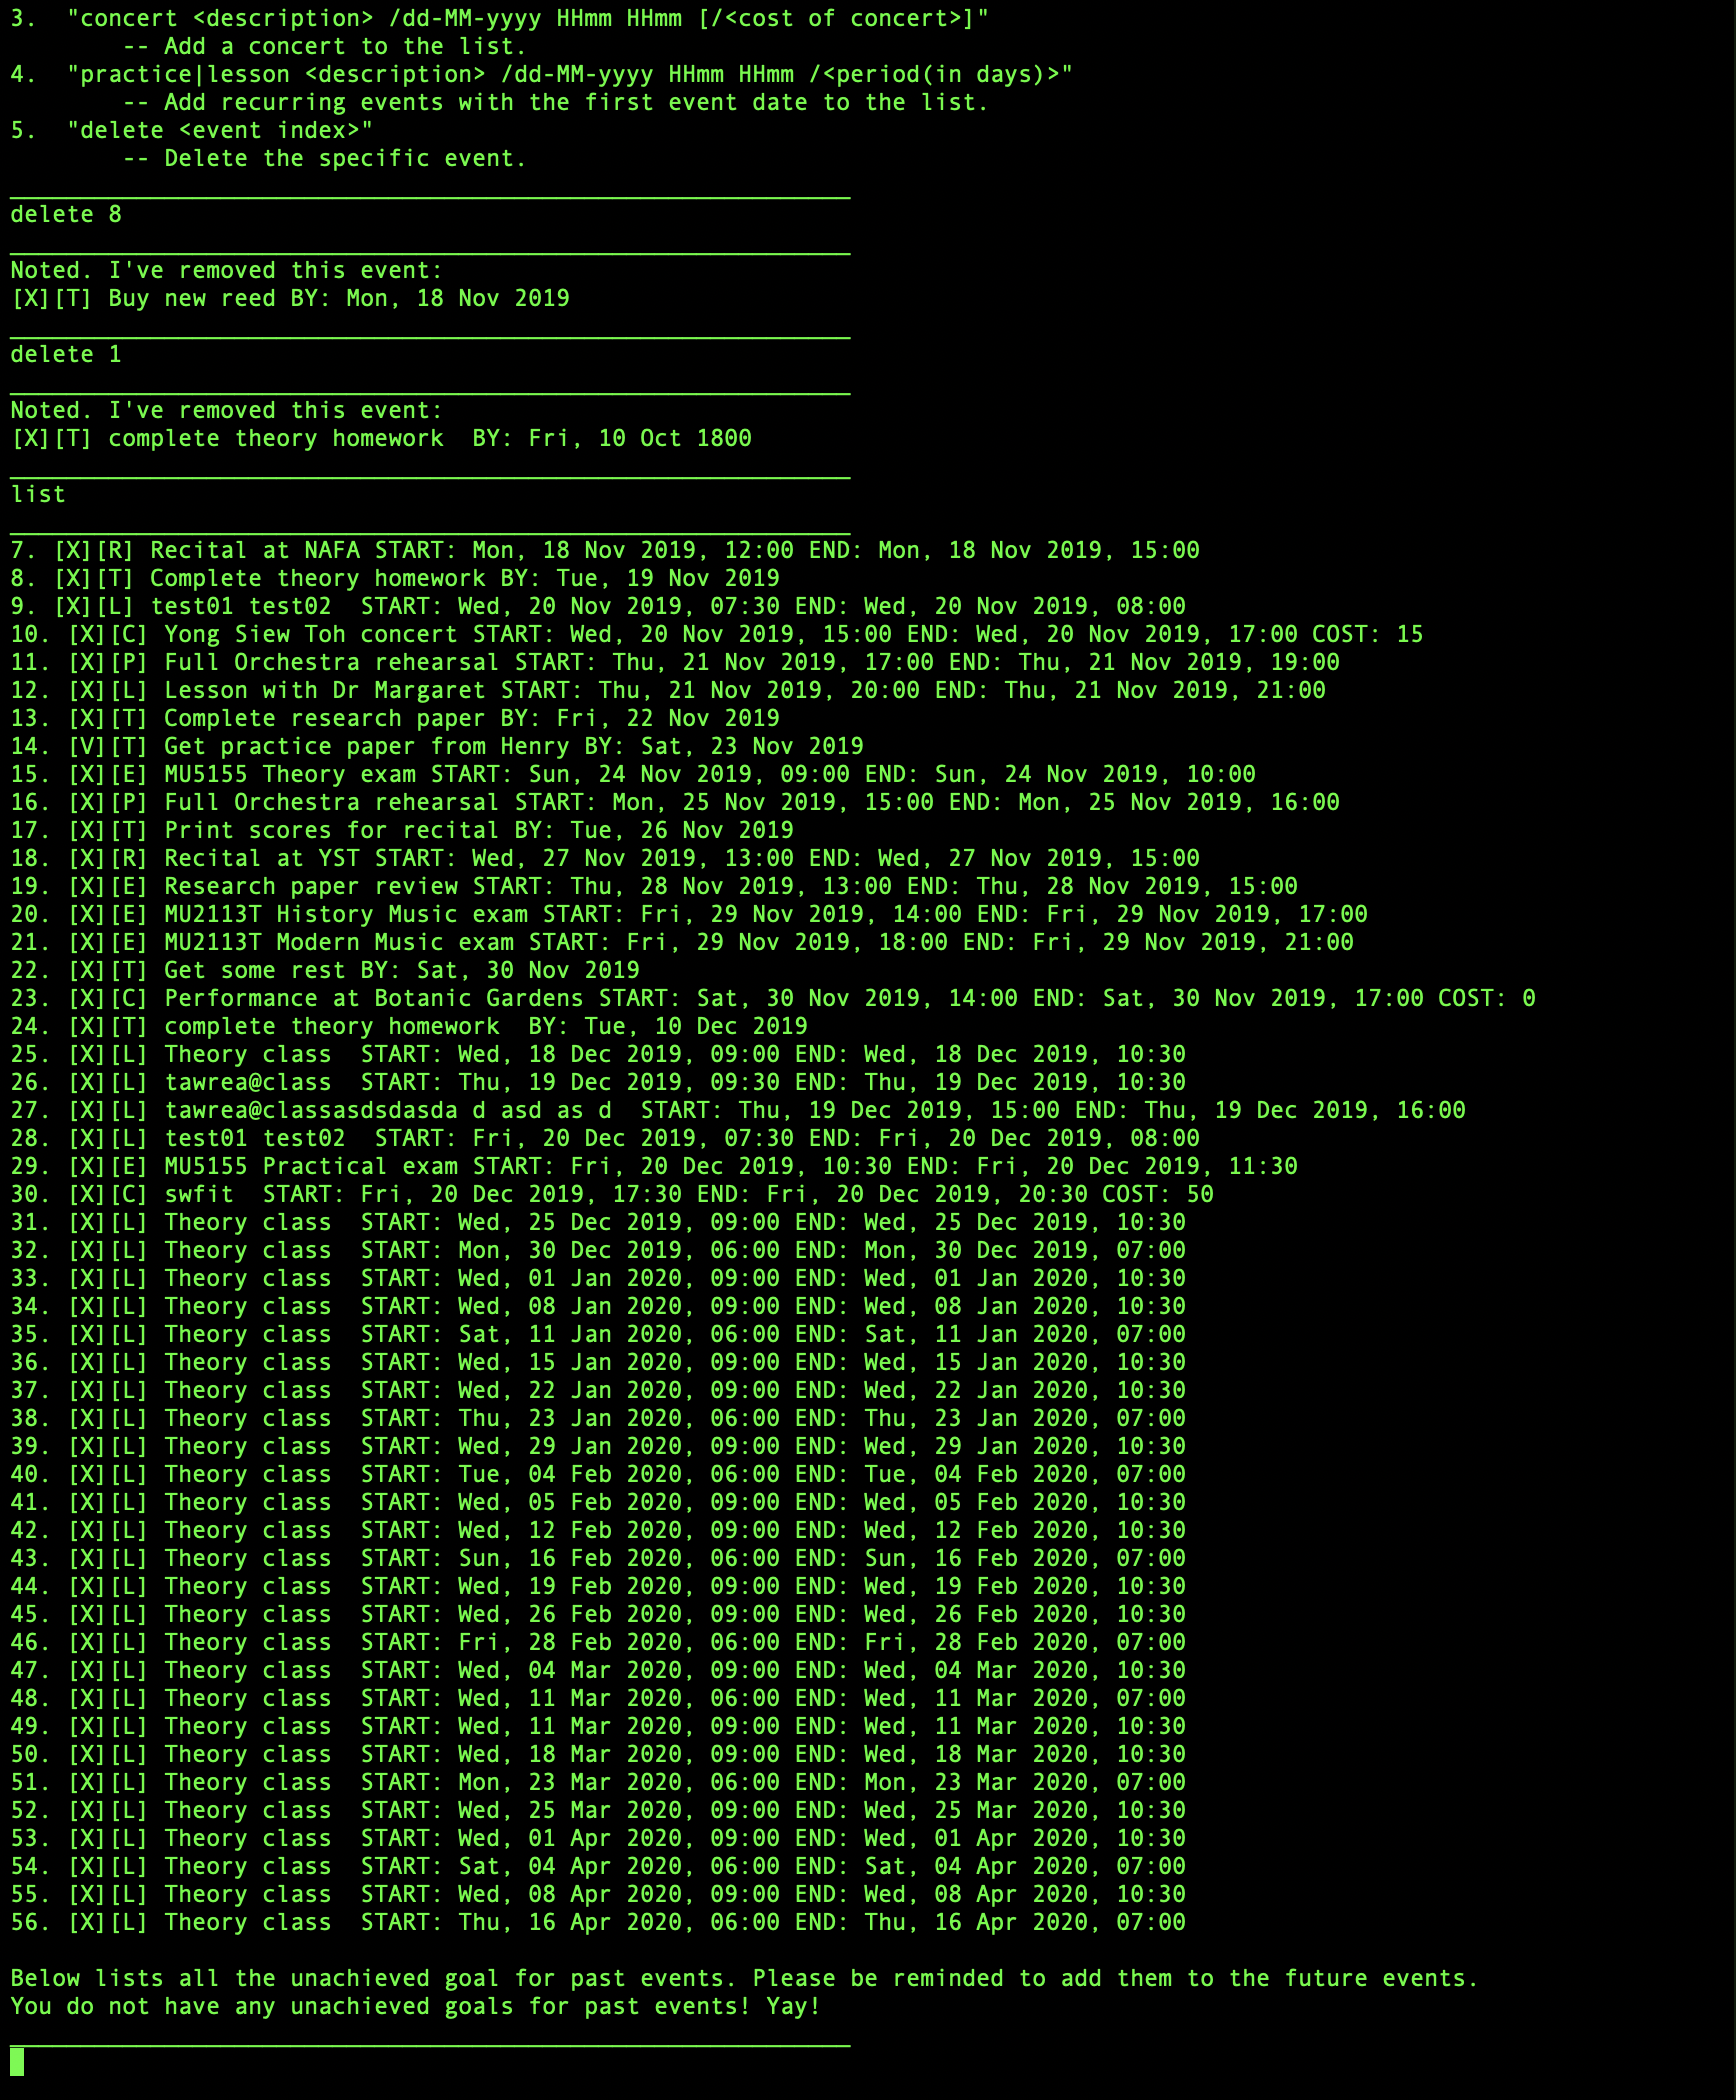 3.  "concert <description> /dd-MM-yyyy HHmm HHmm [/<cost of concert>]"
        -- Add a concert to the list.
4.  "practice|lesson <description> /dd-MM-yyyy HHmm HHmm /<period(in days)>"
        -- Add recurring events with the first event date to the list.
5.  "delete <event index>"
        -- Delete the specific event.
____________________________________________________________
delete 8
____________________________________________________________
Noted. I've removed this event:
[X][T] Buy new reed BY: Mon, 18 Nov 2019
____________________________________________________________
delete 1
____________________________________________________________
Noted. I've removed this event:
[X][T] complete theory homework  BY: Fri, 10 Oct 1800
____________________________________________________________
list
____________________________________________________________
7. [X][R] Recital at NAFA START: Mon, 18 Nov 2019, 12:00 END: Mon, 18 Nov 2019, 15:00
8. [X][T] Complete theory homework BY: Tue, 19 Nov 2019
9. [X][L] test01 test02  START: Wed, 20 Nov 2019, 07:30 END: Wed, 20 Nov 2019, 08:00
10. [X][C] Yong Siew Toh concert START: Wed, 20 Nov 2019, 15:00 END: Wed, 20 Nov 2019, 17:00 COST: 15
11. [X][P] Full Orchestra rehearsal START: Thu, 21 Nov 2019, 17:00 END: Thu, 21 Nov 2019, 19:00
12. [X][L] Lesson with Dr Margaret START: Thu, 21 Nov 2019, 20:00 END: Thu, 21 Nov 2019, 21:00
13. [X][T] Complete research paper BY: Fri, 22 Nov 2019
14. [V][T] Get practice paper from Henry BY: Sat, 23 Nov 2019
15. [X][E] MU5155 Theory exam START: Sun, 24 Nov 2019, 09:00 END: Sun, 24 Nov 2019, 10:00
16. [X][P] Full Orchestra rehearsal START: Mon, 25 Nov 2019, 15:00 END: Mon, 25 Nov 2019, 16:00
17. [X][T] Print scores for recital BY: Tue, 26 Nov 2019
18. [X][R] Recital at YST START: Wed, 27 Nov 2019, 13:00 END: Wed, 27 Nov 2019, 15:00
19. [X][E] Research paper review START: Thu, 28 Nov 2019, 13:00 END: Thu, 28 Nov 2019, 15:00
20. [X][E] MU2113T History Music exam START: Fri, 29 Nov 2019, 14:00 END: Fri, 29 Nov 2019, 17:00
21. [X][E] MU2113T Modern Music exam START: Fri, 29 Nov 2019, 18:00 END: Fri, 29 Nov 2019, 21:00
22. [X][T] Get some rest BY: Sat, 30 Nov 2019
23. [X][C] Performance at Botanic Gardens START: Sat, 30 Nov 2019, 14:00 END: Sat, 30 Nov 2019, 17:00 COST: 0
24. [X][T] complete theory homework  BY: Tue, 10 Dec 2019
25. [X][L] Theory class  START: Wed, 18 Dec 2019, 09:00 END: Wed, 18 Dec 2019, 10:30
26. [X][L] tawrea@class  START: Thu, 19 Dec 2019, 09:30 END: Thu, 19 Dec 2019, 10:30
27. [X][L] tawrea@classasdsdasda d asd as d  START: Thu, 19 Dec 2019, 15:00 END: Thu, 19 Dec 2019, 16:00
28. [X][L] test01 test02  START: Fri, 20 Dec 2019, 07:30 END: Fri, 20 Dec 2019, 08:00
29. [X][E] MU5155 Practical exam START: Fri, 20 Dec 2019, 10:30 END: Fri, 20 Dec 2019, 11:30
30. [X][C] swfit  START: Fri, 20 Dec 2019, 17:30 END: Fri, 20 Dec 2019, 20:30 COST: 50
31. [X][L] Theory class  START: Wed, 25 Dec 2019, 09:00 END: Wed, 25 Dec 2019, 10:30
32. [X][L] Theory class  START: Mon, 30 Dec 2019, 06:00 END: Mon, 30 Dec 2019, 07:00
33. [X][L] Theory class  START: Wed, 01 Jan 2020, 09:00 END: Wed, 01 Jan 2020, 10:30
34. [X][L] Theory class  START: Wed, 08 Jan 2020, 09:00 END: Wed, 08 Jan 2020, 10:30
35. [X][L] Theory class  START: Sat, 11 Jan 2020, 06:00 END: Sat, 11 Jan 2020, 07:00
36. [X][L] Theory class  START: Wed, 15 Jan 2020, 09:00 END: Wed, 15 Jan 2020, 10:30
37. [X][L] Theory class  START: Wed, 22 Jan 2020, 09:00 END: Wed, 22 Jan 2020, 10:30
38. [X][L] Theory class  START: Thu, 23 Jan 2020, 06:00 END: Thu, 23 Jan 2020, 07:00
39. [X][L] Theory class  START: Wed, 29 Jan 2020, 09:00 END: Wed, 29 Jan 2020, 10:30
40. [X][L] Theory class  START: Tue, 04 Feb 2020, 06:00 END: Tue, 04 Feb 2020, 07:00
41. [X][L] Theory class  START: Wed, 05 Feb 2020, 09:00 END: Wed, 05 Feb 2020, 10:30
42. [X][L] Theory class  START: Wed, 12 Feb 2020, 09:00 END: Wed, 12 Feb 2020, 10:30
43. [X][L] Theory class  START: Sun, 16 Feb 2020, 06:00 END: Sun, 16 Feb 2020, 07:00
44. [X][L] Theory class  START: Wed, 19 Feb 2020, 09:00 END: Wed, 19 Feb 2020, 10:30
45. [X][L] Theory class  START: Wed, 26 Feb 2020, 09:00 END: Wed, 26 Feb 2020, 10:30
46. [X][L] Theory class  START: Fri, 28 Feb 2020, 06:00 END: Fri, 28 Feb 2020, 07:00
47. [X][L] Theory class  START: Wed, 04 Mar 2020, 09:00 END: Wed, 04 Mar 2020, 10:30
48. [X][L] Theory class  START: Wed, 11 Mar 2020, 06:00 END: Wed, 11 Mar 2020, 07:00
49. [X][L] Theory class  START: Wed, 11 Mar 2020, 09:00 END: Wed, 11 Mar 2020, 10:30
50. [X][L] Theory class  START: Wed, 18 Mar 2020, 09:00 END: Wed, 18 Mar 2020, 10:30
51. [X][L] Theory class  START: Mon, 23 Mar 2020, 06:00 END: Mon, 23 Mar 2020, 07:00
52. [X][L] Theory class  START: Wed, 25 Mar 2020, 09:00 END: Wed, 25 Mar 2020, 10:30
53. [X][L] Theory class  START: Wed, 01 Apr 2020, 09:00 END: Wed, 01 Apr 2020, 10:30
54. [X][L] Theory class  START: Sat, 04 Apr 2020, 06:00 END: Sat, 04 Apr 2020, 07:00
55. [X][L] Theory class  START: Wed, 08 Apr 2020, 09:00 END: Wed, 08 Apr 2020, 10:30
56. [X][L] Theory class  START: Thu, 16 Apr 2020, 06:00 END: Thu, 16 Apr 2020, 07:00

Below lists all the unachieved goal for past events. Please be reminded to add them to the future events.
You do not have any unachieved goals for past events! Yay!
____________________________________________________________